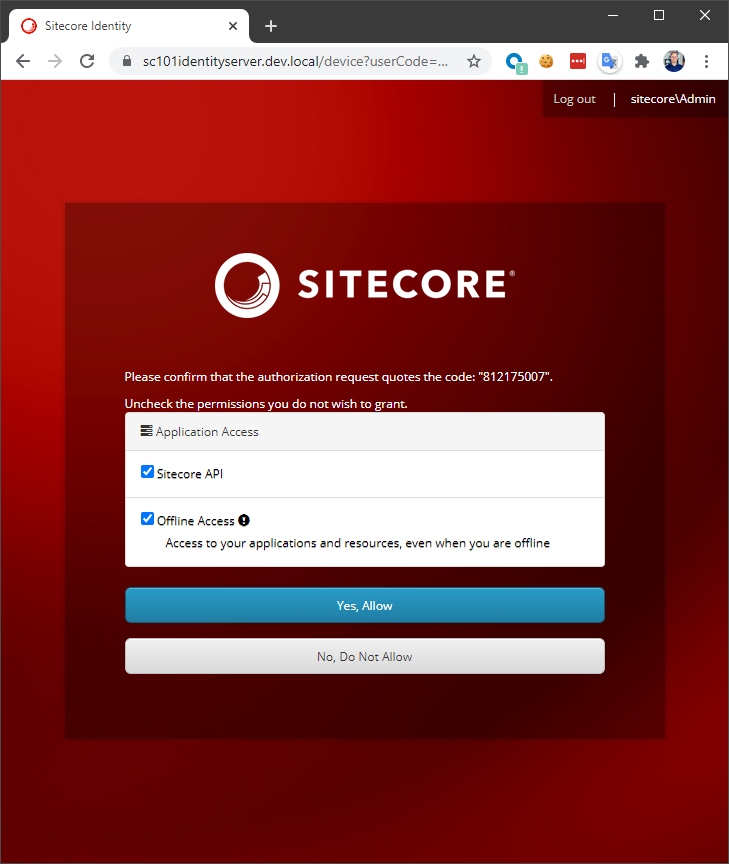 Sitecore Identity
sc101identityserver.dev.local/device?userCode=...
Log out | sitecore\Admin
SITECORE®
Please confirm that the authorization request quotes the code: "812175007".
Uncheck the permissions you do not wish to grant.
Application Access
Sitecore API
Offline Access
Access to your applications and resources, even when you are offline
Yes, Allow
No, Do Not Allow